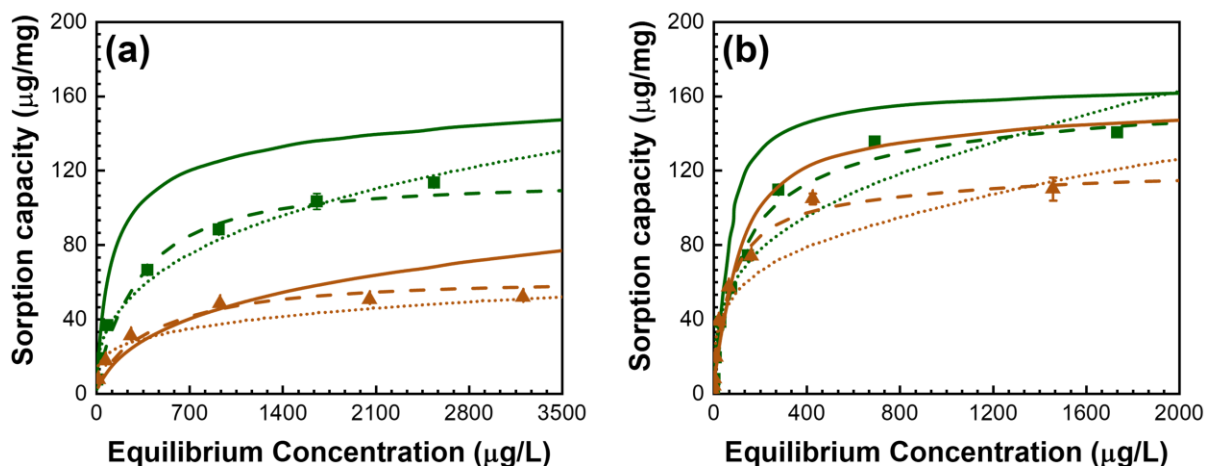 (a)
Sorption capacity (μg/mg)
200
160
120
80
40
0
0 700 1400 2100 2800 3500
Equilibrium Concentration (μg/L)
(b)
Sorption capacity (μg/mg)
200
160
120
80
40
0
0 400 800 1200 1600 2000
Equilibrium Concentration (μg/L)